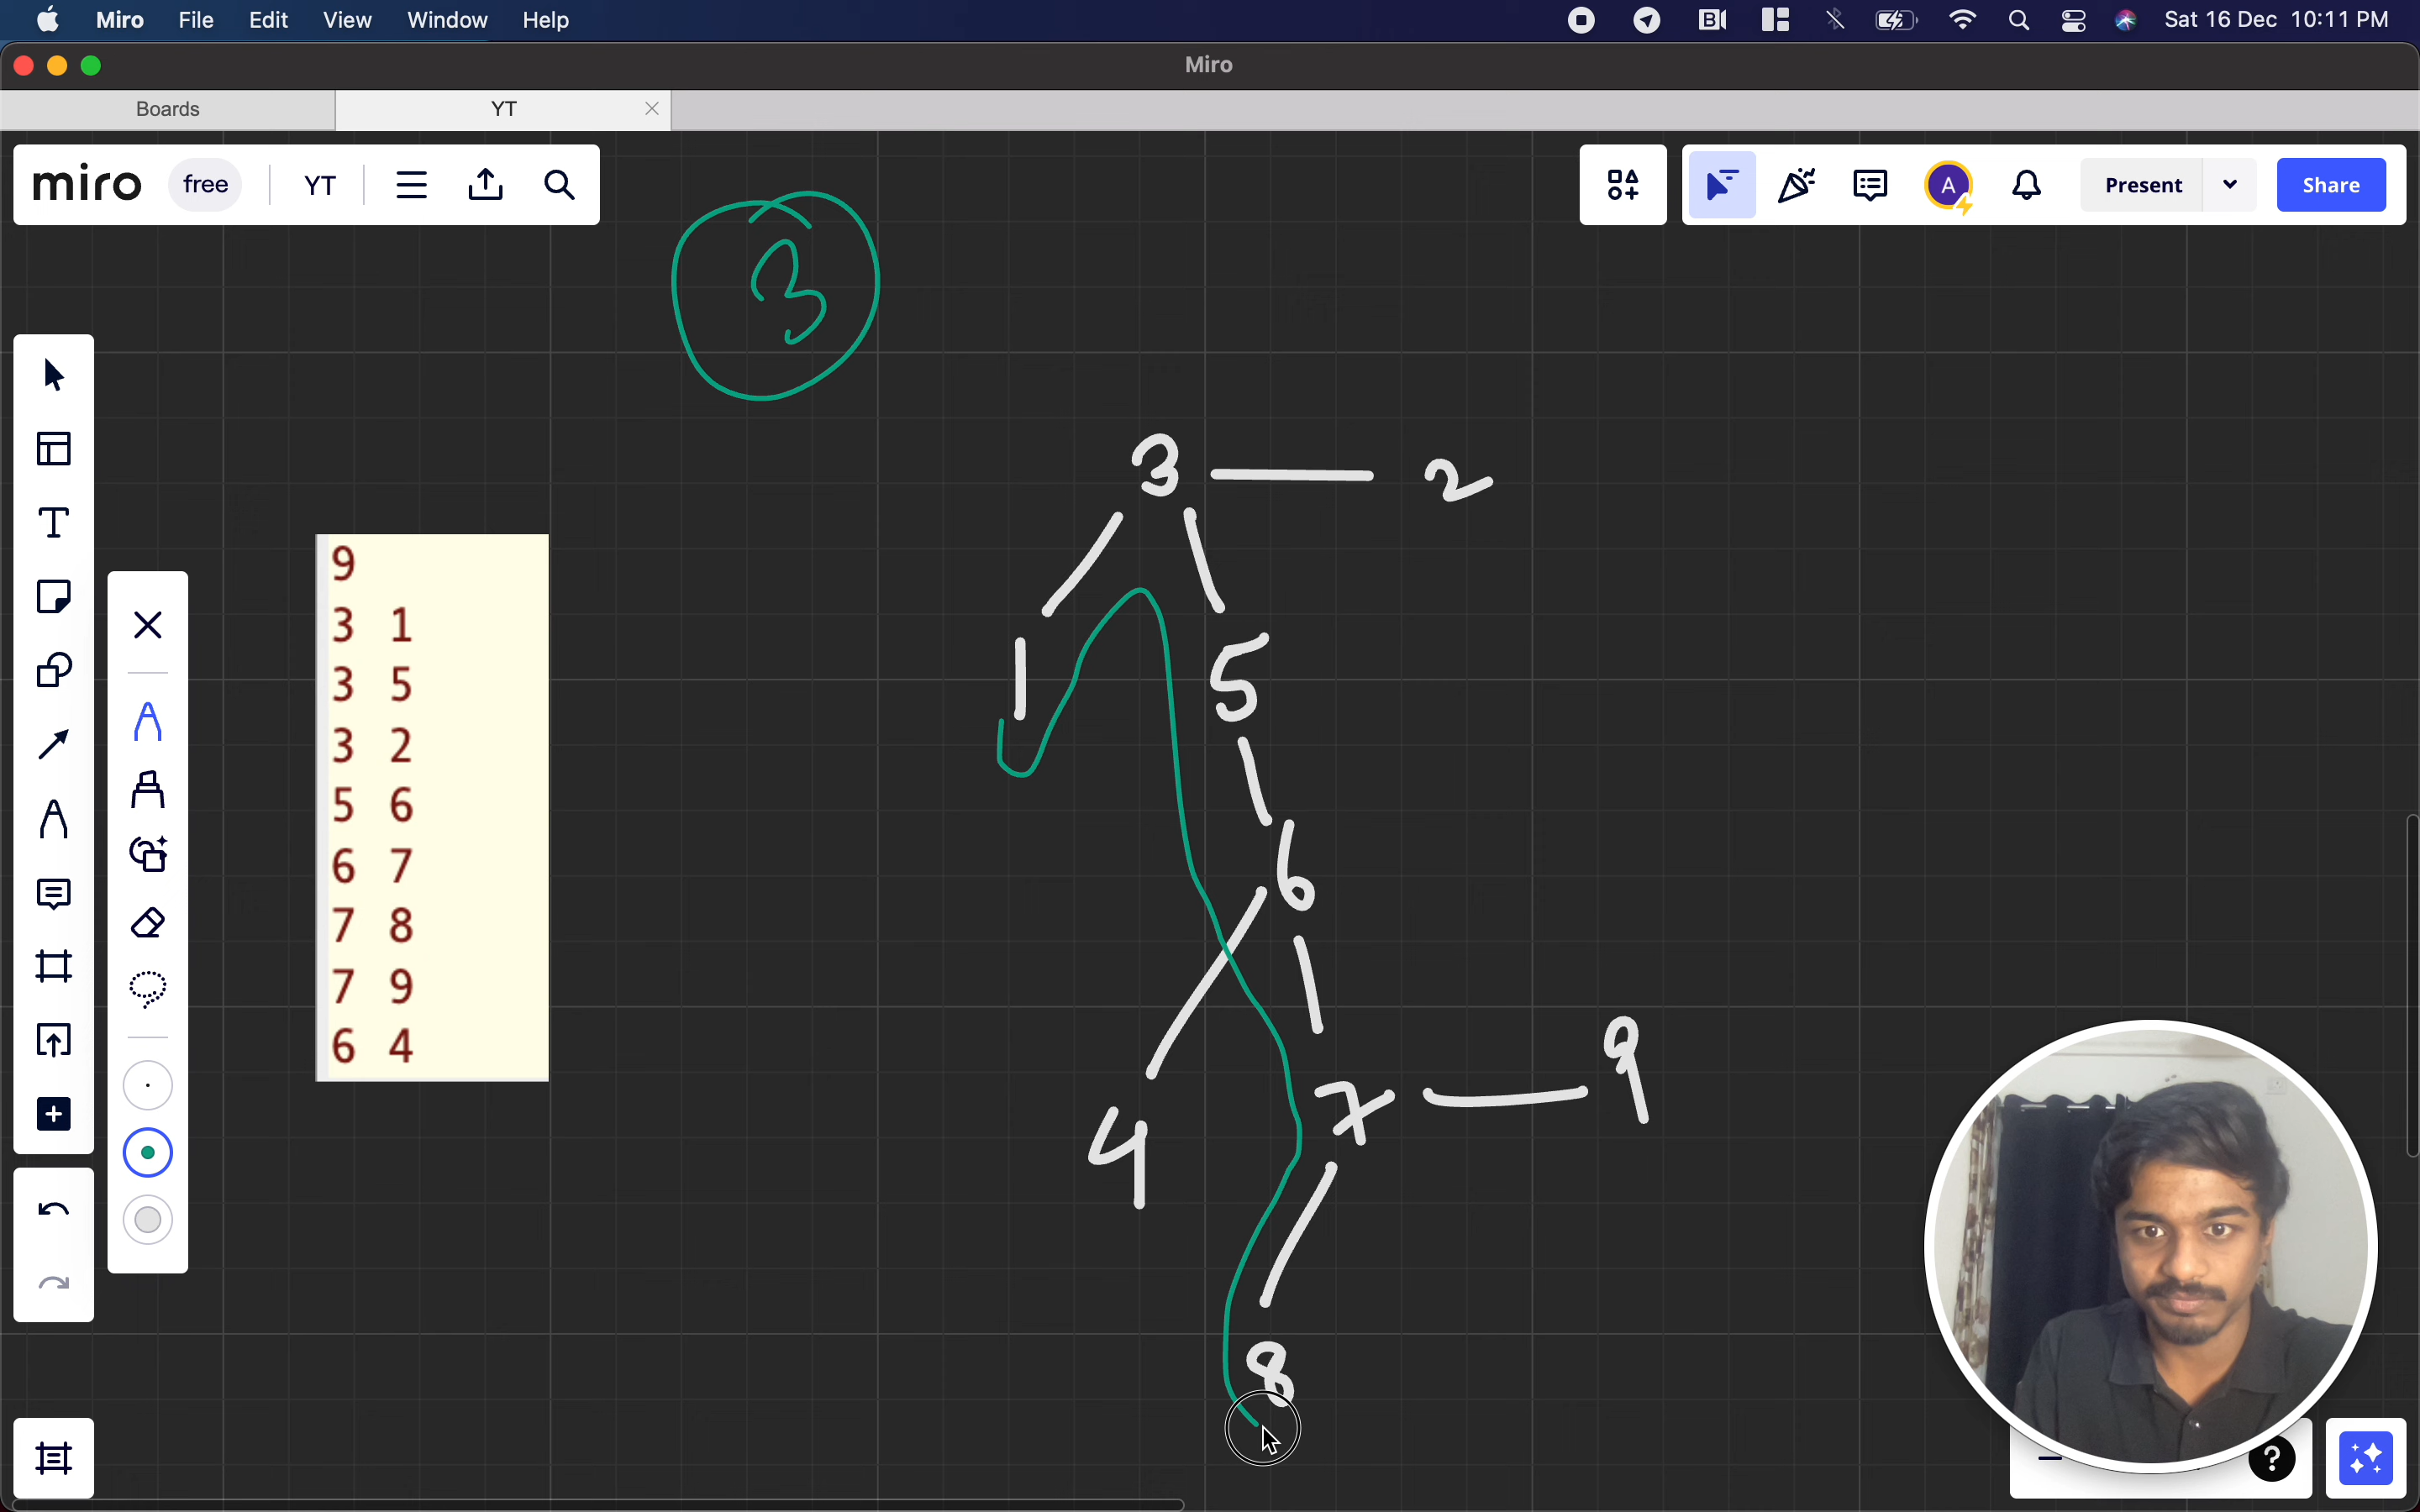 Miro File Edit View Window Help Sat 16 Dec 10:11 PM
Miro
Boards YT
miro free YT A Present Share
3
3 2
1 5
6
4 7 9
8
9
3 1
3 5
3 2
5 6
6 7
7 8
7 9
6 4
T
?